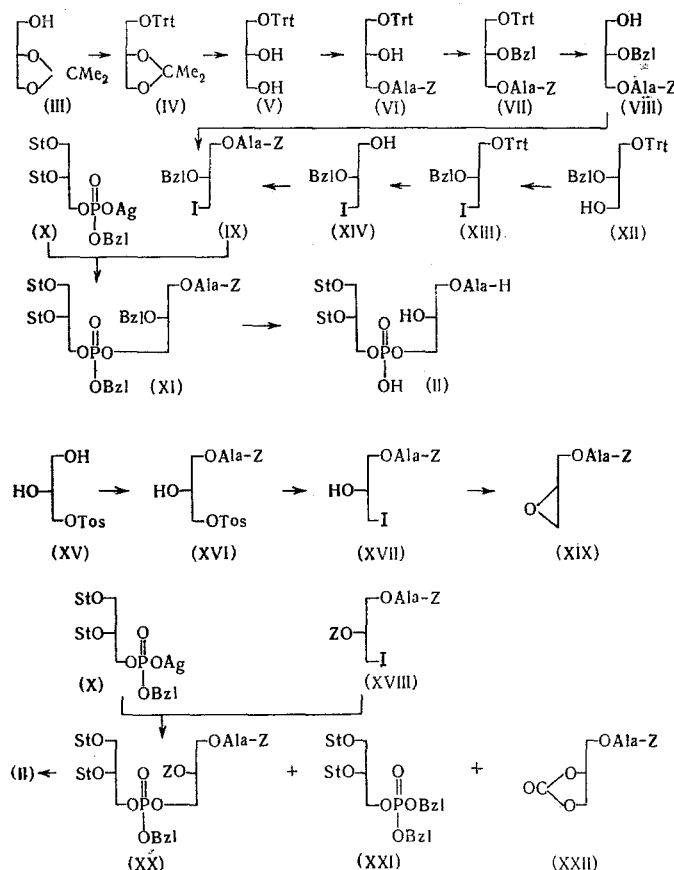 OH OTrt OTrt OTrt OTrt OH
O O OH OH OBzl OBzl
CMe₂ CMe₂
O O OH OAla-Z OAla-Z OAla-Z
(III) (IV) (V) (VI) (VII) (VIII)
StO OAla-Z OH OTrt OTrt
StO O BzlO BzlO BzlO BzlO
OPOAg I I I HO
(X) OBzl (IX) (XIV) (XIII) (XII)
StO OAla-Z StO OAla-H
StO O BzlO StO HO
OPO O OPO
OBzl OH
(XI) (II)
OH OAla-Z OAla-Z OAla-Z
HO HO HO O
OTos OTos I
(XV) (XVI) (XVII) (XIX)
StO OAla-Z
StO O ZO
OPOAg I
(X) OBzl (XVIII)
StO OAla-Z StO OAla-Z
(II) StO O ZO + StO O + OC O
OPO OPOBzl O
OBzl OBzl
(XX) (XXI) (XXII)